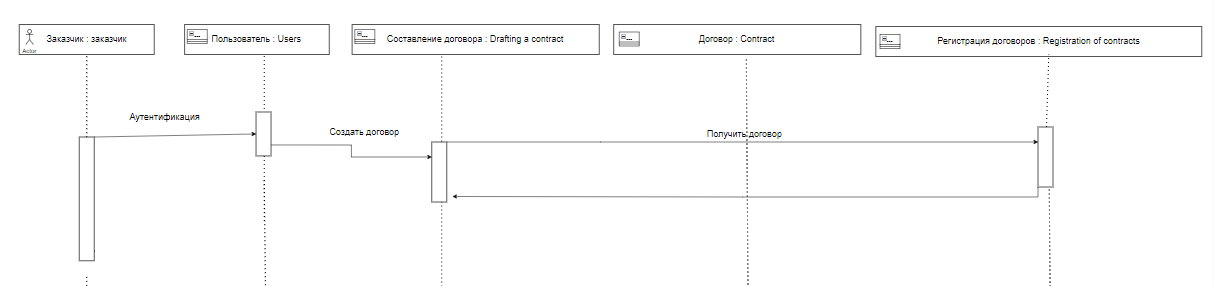 Заказчик : заказчик
Actor
Пользователь : Users
Составление договора : Drafting a contract
Договор : Contract
Регистрация договоров : Registration of contracts
Аутентификация
Создать договор
Получить договор